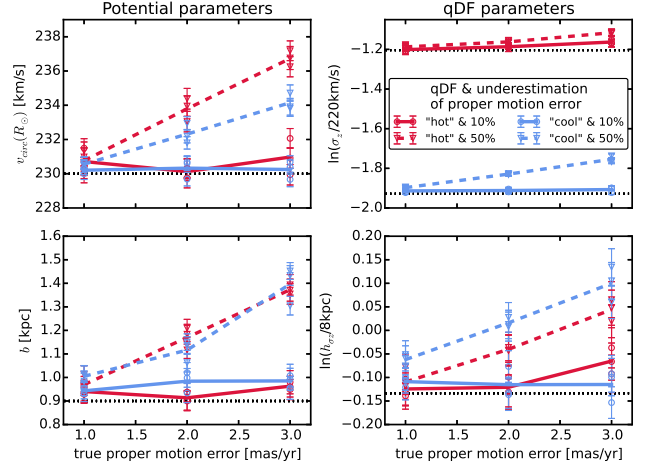 Potential parameters
qDF parameters
v_circ(R_⊙) [km/s]
238
236
234
232
230
228
ln(σ_z/220km/s)
−1.2
−1.4
−1.6
−1.8
−2.0
qDF & underestimation
of proper motion error
"hot" & 10%
"cool" & 10%
"hot" & 50%
"cool" & 50%
b [kpc]
1.6
1.4
1.3
1.2
1.1
1.0
0.9
0.8
1.0
1.5
2.0
2.5
3.0
true proper motion error [mas/yr]
ln(h_σz/8kpc)
0.20
0.15
0.10
0.05
0.00
−0.05
−0.10
−0.15
−0.20
1.0
1.5
2.0
2.5
3.0
true proper motion error [mas/yr]